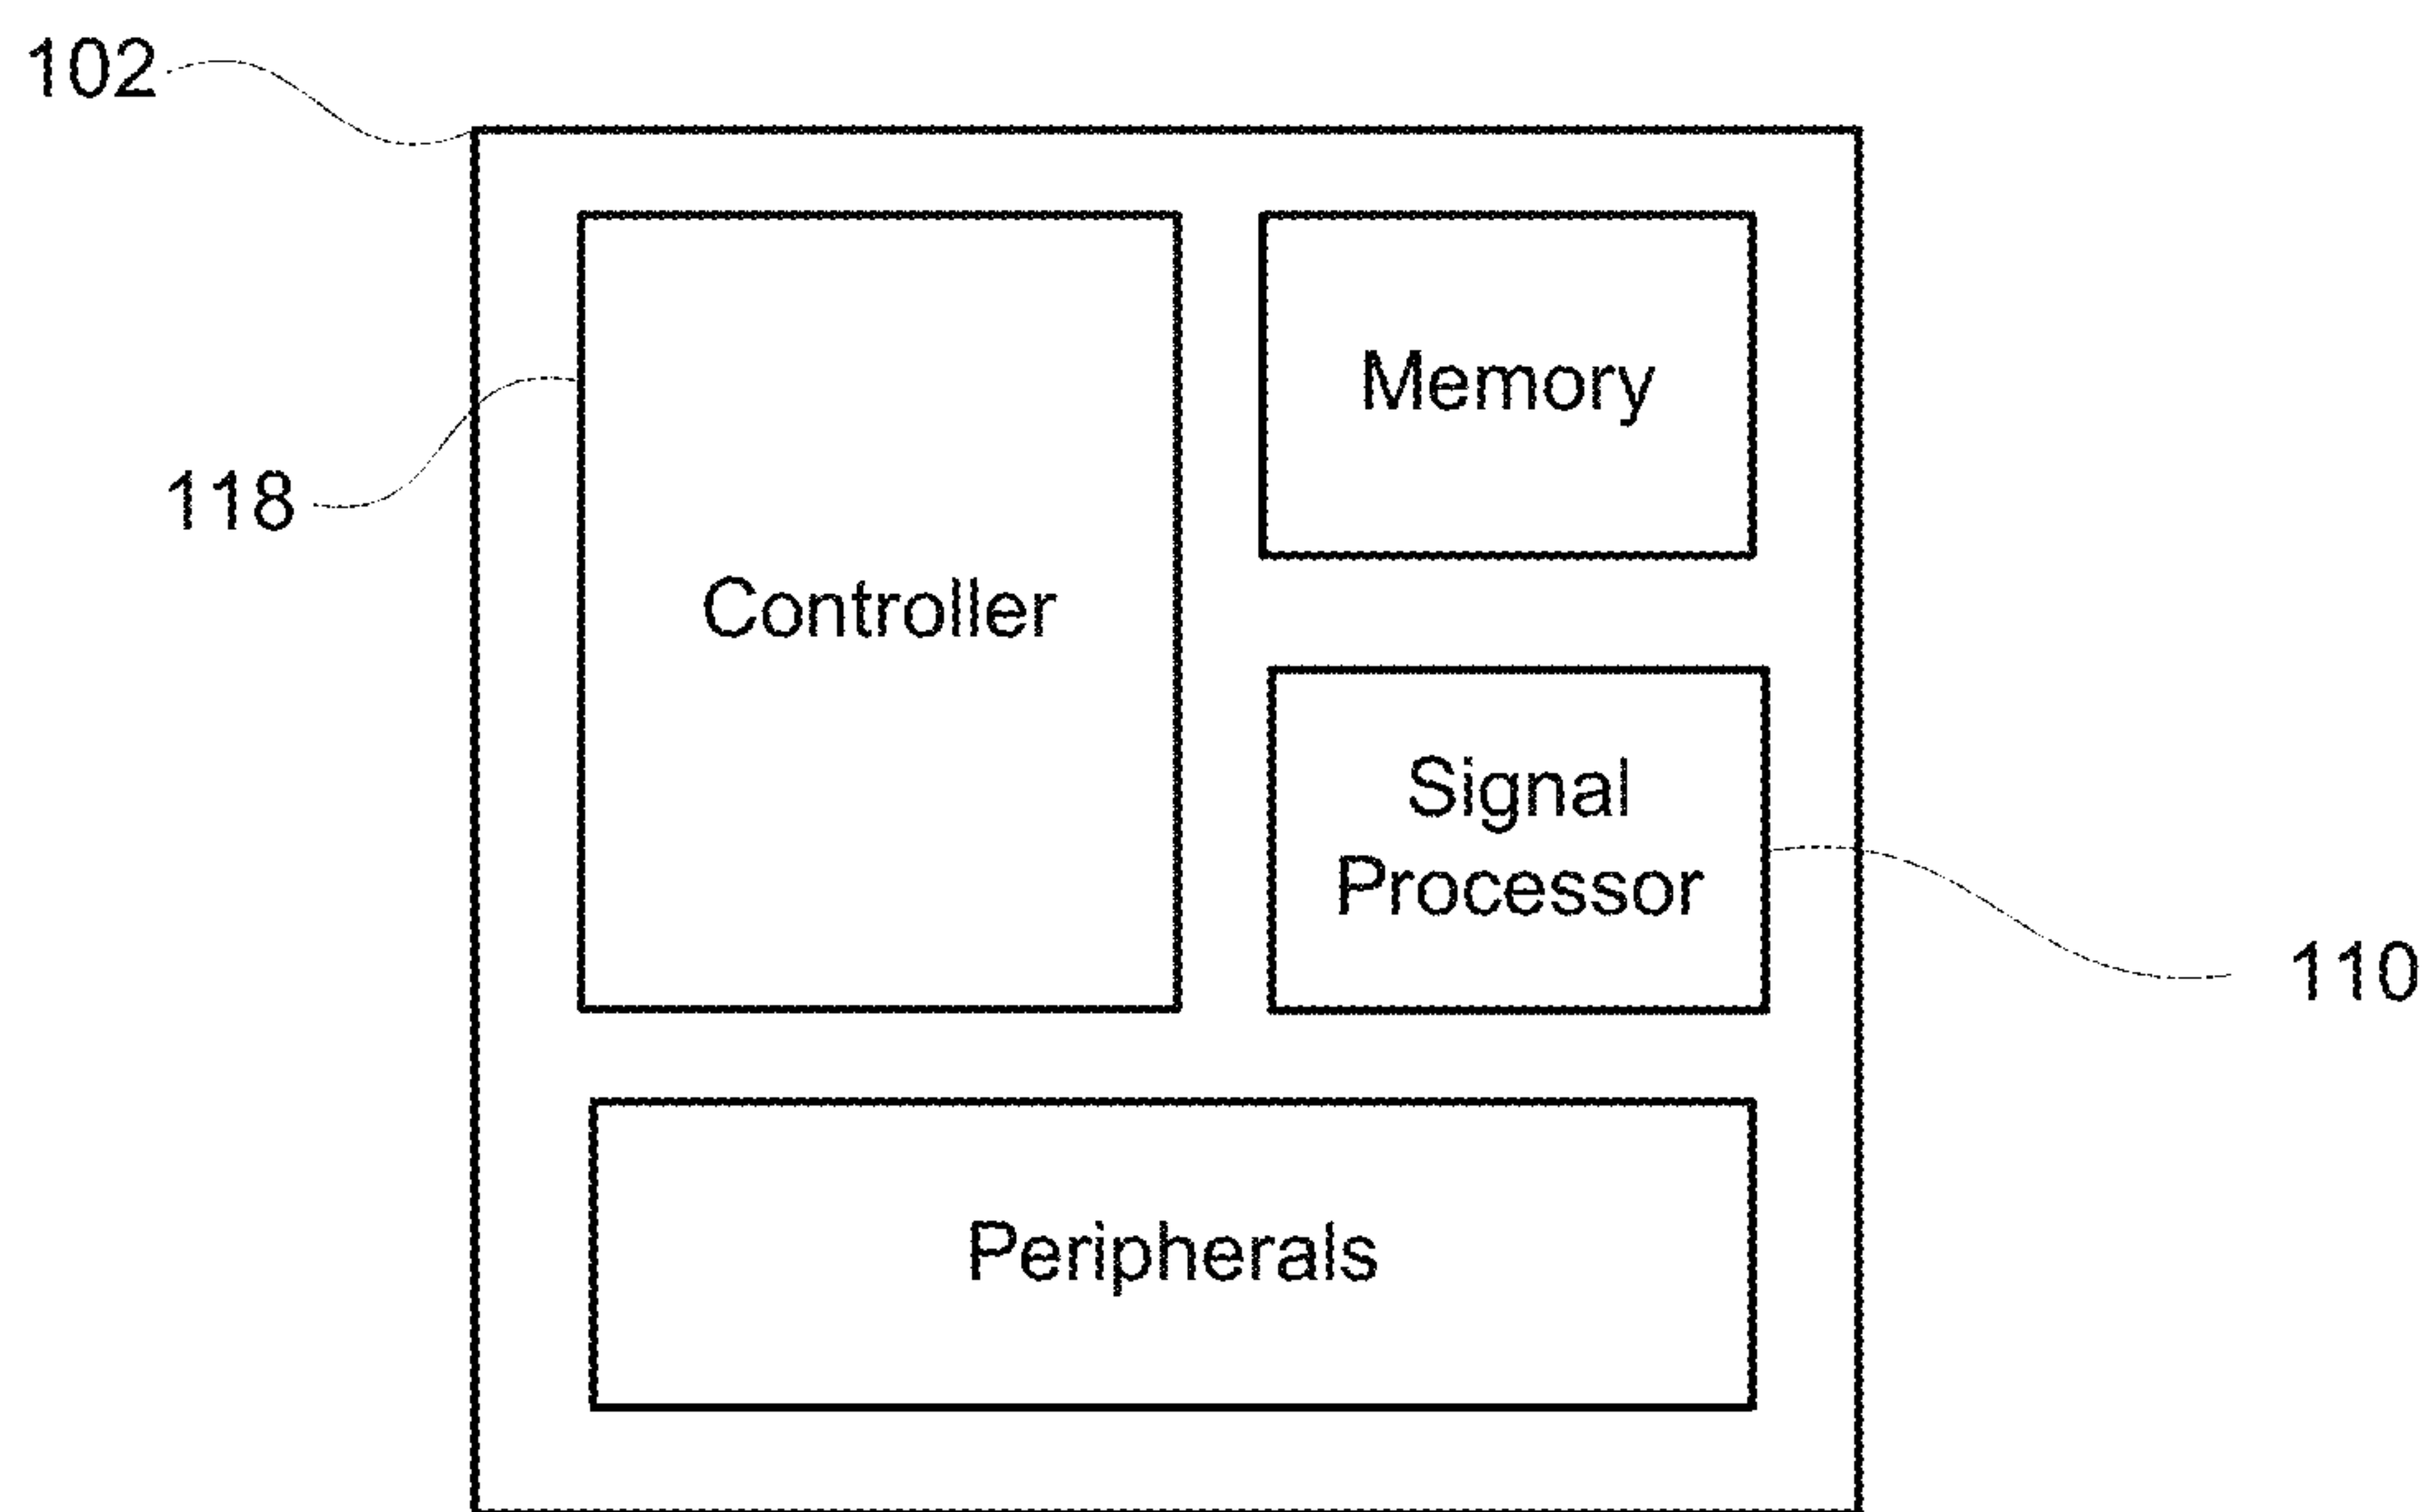 102
Memory
118
Controller
Signal
Processor
110
Peripherals